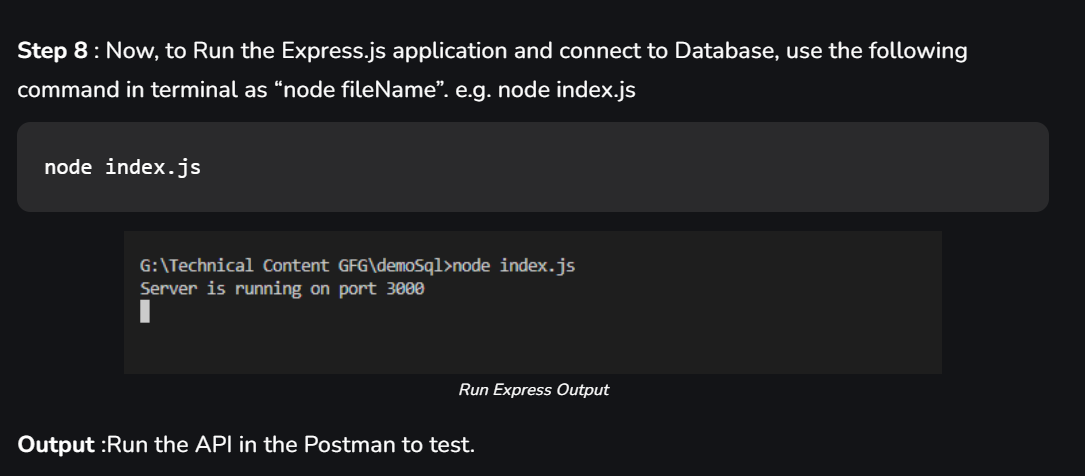 Step 8 : Now, to Run the Express.js application and connect to Database, use the following
command in terminal as “node fileName”. e.g. node index.js
node index.js
G:\Technical Content GFG\demoSql>node index.js
Server is running on port 3000
Run Express Output
Output :Run the API in the Postman to test.